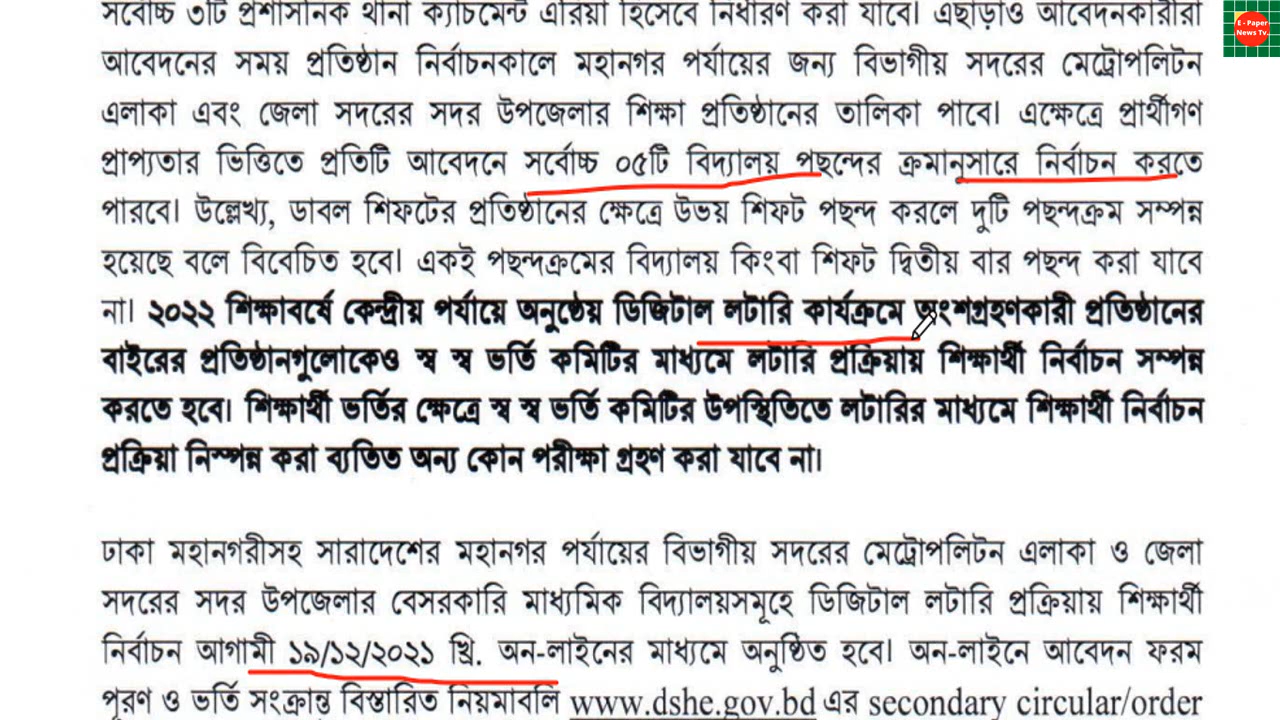 সর্বোচ্চ ৩টি প্রশাসনিক থানা ক্যাচমেন্ট এরিয়া হিসেবে নির্ধারণ করা যাবে। এছাড়াও আবেদনকারীরা
আবেদনের সময় প্রতিষ্ঠান নির্বাচনকালে মহানগর পর্যায়ের জন্য বিভাগীয় সদরের মেট্রোপলিটন
এলাকা এবং জেলা সদরের সদর উপজেলার শিক্ষা প্রতিষ্ঠানের তালিকা পাবে। এক্ষেত্রে প্রার্থীগণ
প্রাপ্যতার ভিত্তিতে প্রতিটি আবেদনে সর্বোচ্চ ০৫টি বিদ্যালয় পছন্দের ক্রমানুসারে নির্বাচন করতে
পারবে। উল্লেখ্য, ডাবল শিফটের প্রতিষ্ঠানের ক্ষেত্রে উভয় শিফট পছন্দ করলে দুটি পছন্দক্রম সম্পন্ন
হয়েছে বলে বিবেচিত হবে। একই পছন্দক্রমের বিদ্যালয় কিংবা শিফট দ্বিতীয় বার পছন্দ করা যাবে
না। ২০২২ শিক্ষাবর্ষে কেন্দ্রীয় পর্যায়ে অনুষ্ঠেয় ডিজিটাল লটারি কার্যক্রমে অংশগ্রহণকারী প্রতিষ্ঠানের
বাইরের প্রতিষ্ঠানগুলোকেও স্ব স্ব ভর্তি কমিটির মাধ্যমে লটারি প্রক্রিয়ায় শিক্ষার্থী নির্বাচন সম্পন্ন
করতে হবে। শিক্ষার্থী ভর্তির ক্ষেত্রে স্ব স্ব ভর্তি কমিটির উপস্থিতিতে লটারির মাধ্যমে শিক্ষার্থী নির্বাচন
প্রক্রিয়া নিস্পন্ন করা ব্যতিত অন্য কোন পরীক্ষা গ্রহণ করা যাবে না।
ঢাকা মহানগরীসহ সারাদেশের মহানগর পর্যায়ের বিভাগীয় সদরের মেট্রোপলিটন এলাকা ও জেলা
সদরের সদর উপজেলার বেসরকারি মাধ্যমিক বিদ্যালয়সমূহে ডিজিটাল লটারি প্রক্রিয়ায় শিক্ষার্থী
নির্বাচন আগামী ১৯/১২/২০২১ খ্রি. অন-লাইনের মাধ্যমে অনুষ্ঠিত হবে। অন-লাইনে আবেদন ফরম
পূরণ ও ভর্তি সংক্রান্ত বিস্তারিত নিয়মাবলি www.dshe.gov.bd এর secondary circular/order
E - Paper
News Tv.